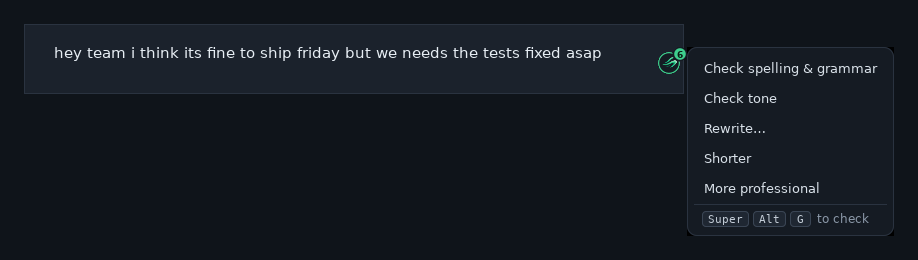 hey team i think its fine to ship friday but we needs the tests fixed asap
6
Check spelling & grammar
Check tone
Rewrite...
Shorter
More professional
Super Alt G to check